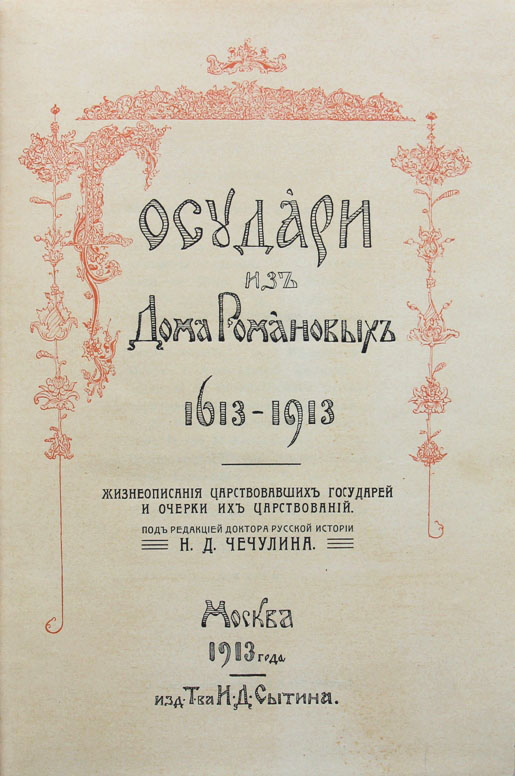 Государи
изъ
Дома Романовыхъ
1613-1913
ЖИЗНЕОПИСАНІЯ ЦАРСТВОВАВШИХЪ ГОСУДАРЕЙ
И ОЧЕРКИ ИХЪ ЦАРСТВОВАНІЙ.
ПОДЪ РЕДАКЦІЕЙ ДОКТОРА РУССКОЙ ИСТОРІИ
Н. Д. ЧЕЧУЛИНА.
Москва
1913 года
изд. Т-ва И. Д. Сытина.